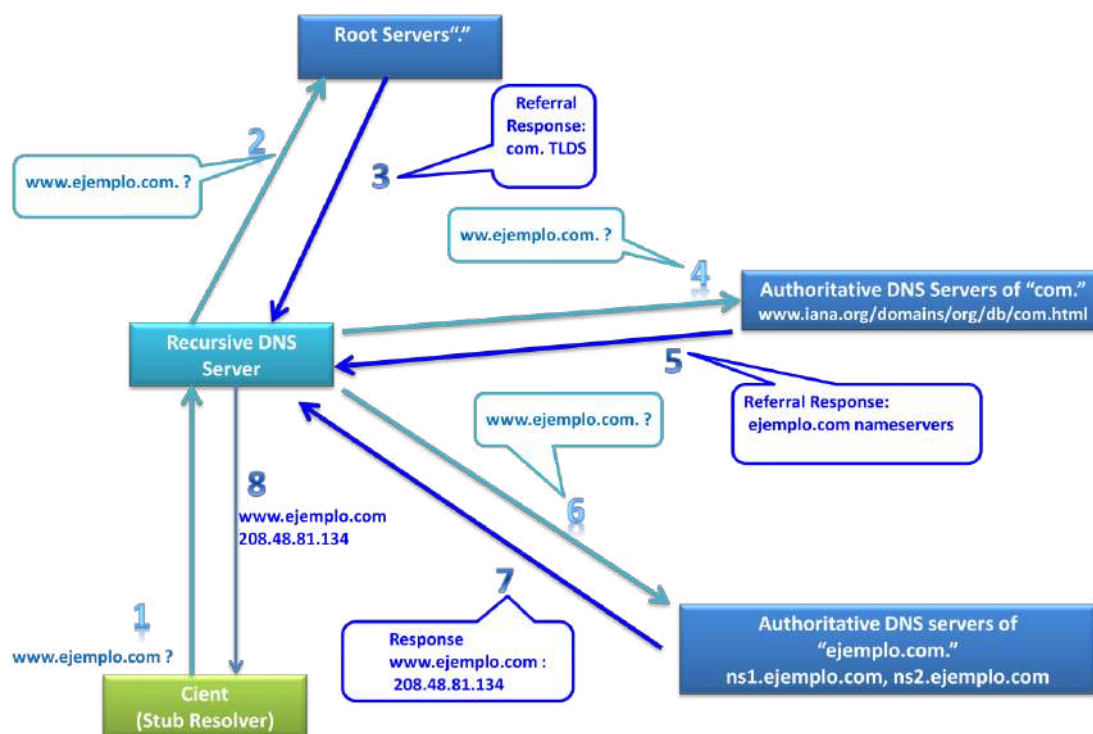 Root Servers“.”
Referral
Response:
com. TLDS
2
3
www.ejemplo.com. ?
ww.ejemplo.com. ?
4
Authoritative DNS Servers of “com.”
www.iana.org/domains/org/db/com.html
Recursive DNS
Server
5
Referral Response:
ejemplo.com nameservers
www.ejemplo.com. ?
8
www.ejemplo.com
208.48.81.134
6
7
1
Response
www.ejemplo.com :
208.48.81.134
Authoritative DNS servers of
“ejemplo.com.”
ns1.ejemplo.com, ns2.ejemplo.com
www.ejemplo.com ?
Cient
(Stub Resolver)